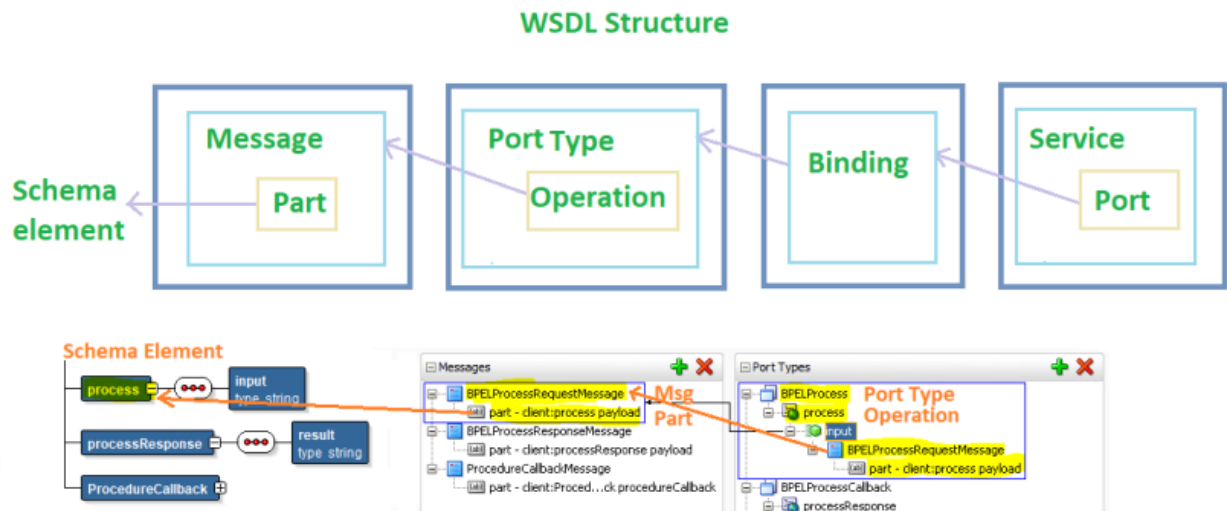 WSDL Structure
Message
Part
Schema
element
Port Type
Operation
Binding
Service
Port
Schema Element
process
input
type string
processResponse
result
type string
ProcedureCallback
Messages
BPELProcessRequestMessage
part - client:process payload
BPELProcessResponseMessage
part - client:processResponse payload
ProcedureCallbackMessage
part - client:Proced...ck procedureCallback
Msg
Part
Port Types
BPELProcess
process
input
BPELProcessRequestMessage
part - client:process payload
BPELProcessCallback
processResponse
Port Type
Operation